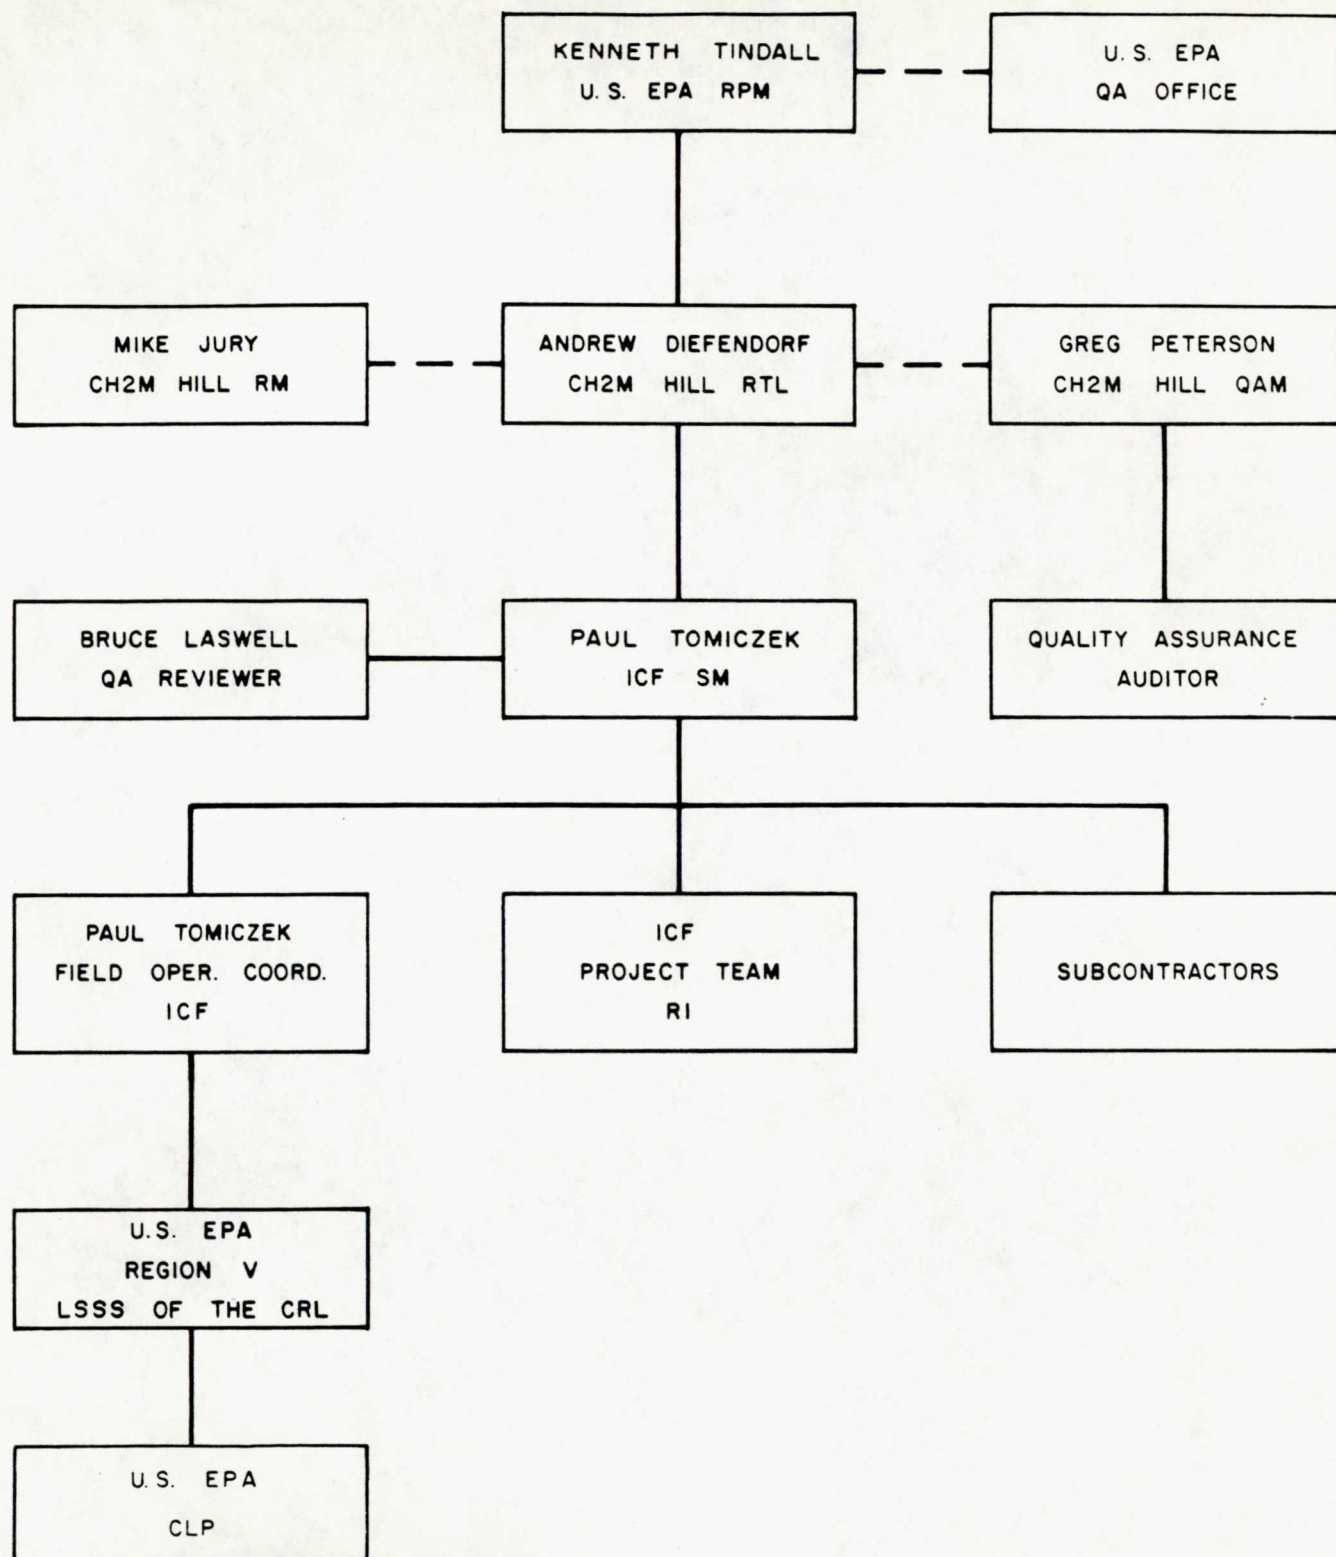 KENNETH TINDALL
U.S. EPA RPM
U.S. EPA
QA OFFICE
MIKE JURY
CH2M HILL RM
ANDREW DIEFENDORF
CH2M HILL RTL
GREG PETERSON
CH2M HILL QAM
BRUCE LASWELL
QA REVIEWER
PAUL TOMICZEK
ICF SM
QUALITY ASSURANCE
AUDITOR
PAUL TOMICZEK
FIELD OPER. COORD.
ICF
ICF
PROJECT TEAM
RI
SUBCONTRACTORS
U.S. EPA
REGION V
LSSS OF THE CRL
U.S. EPA
CLP